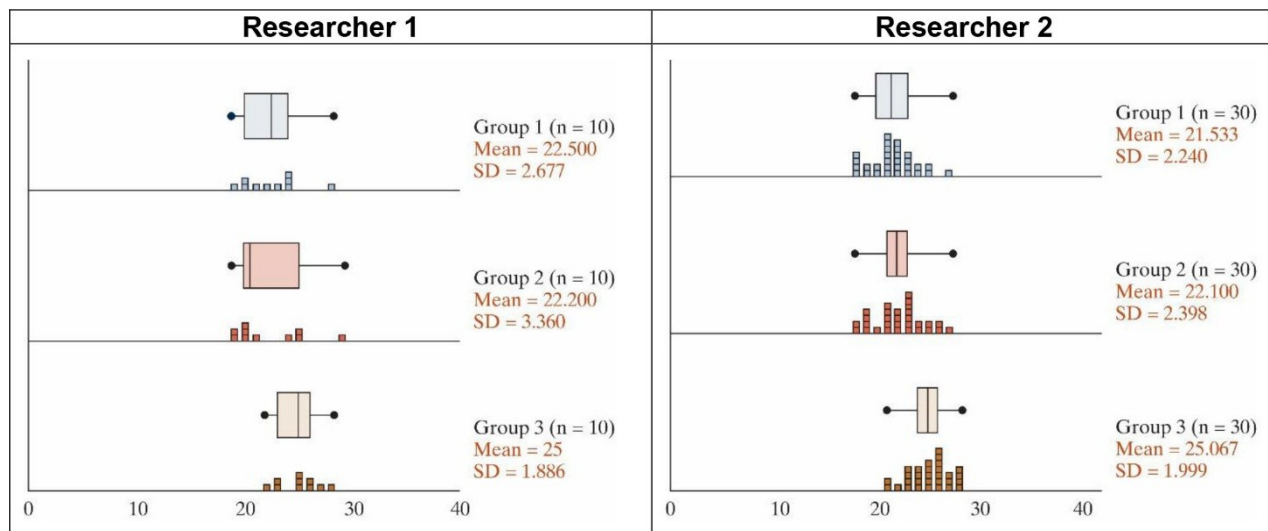 Researcher 1
Researcher 2
Group 1 (n = 10)
Mean = 22.500
SD = 2.677
Group 2 (n = 10)
Mean = 22.200
SD = 3.360
Group 3 (n = 10)
Mean = 25
SD = 1.886
0 10 20 30 40
Group 1 (n = 30)
Mean = 21.533
SD = 2.240
Group 2 (n = 30)
Mean = 22.100
SD = 2.398
Group 3 (n = 30)
Mean = 25.067
SD = 1.999
0 10 20 30 40